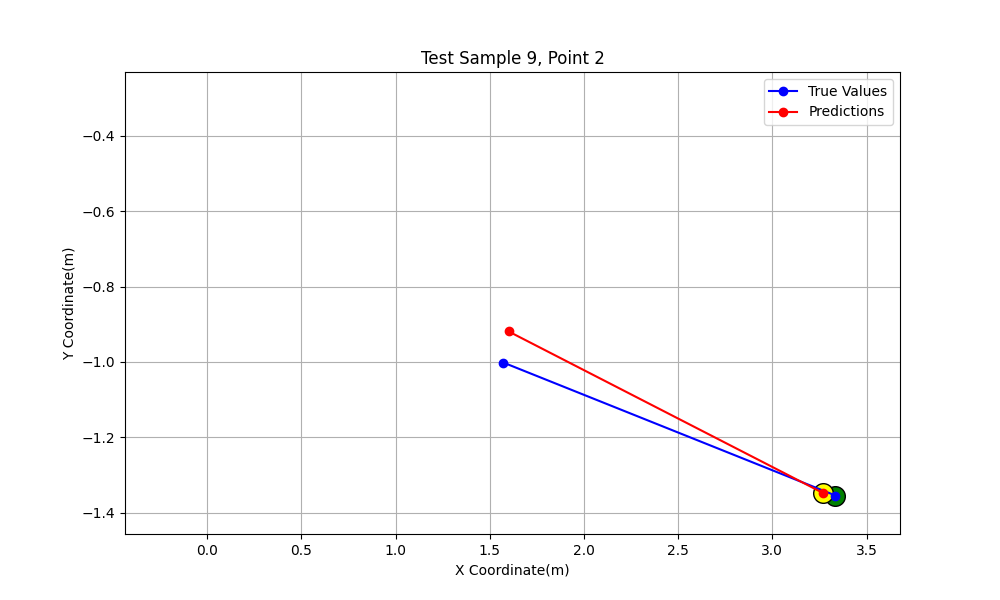 Test Sample 9, Point 2
True Values
Predictions
−0.4
−0.6
−0.8
−1.0
−1.2
−1.4
Y Coordinate(m)
0.0 0.5 1.0 1.5 2.0 2.5 3.0 3.5
X Coordinate(m)